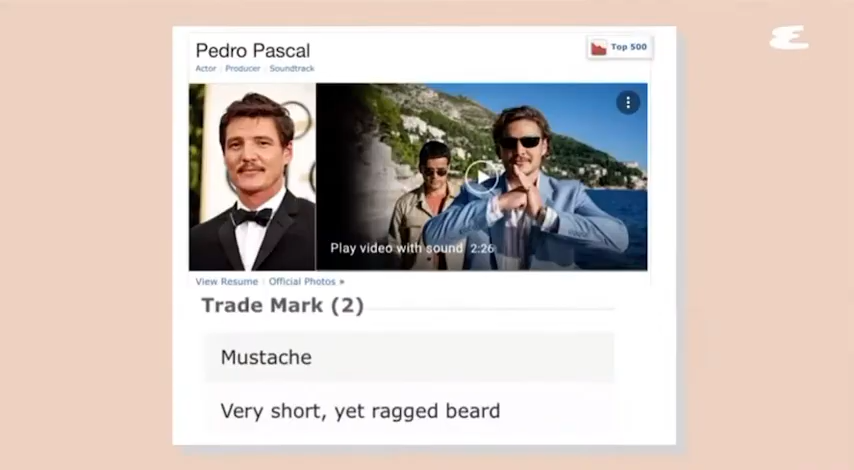 Pedro Pascal
Top 500
Actor | Producer | Soundtrack
Play video with sound 2:26
View Resume | Official Photos »
Trade Mark (2)
Mustache
Very short, yet ragged beard